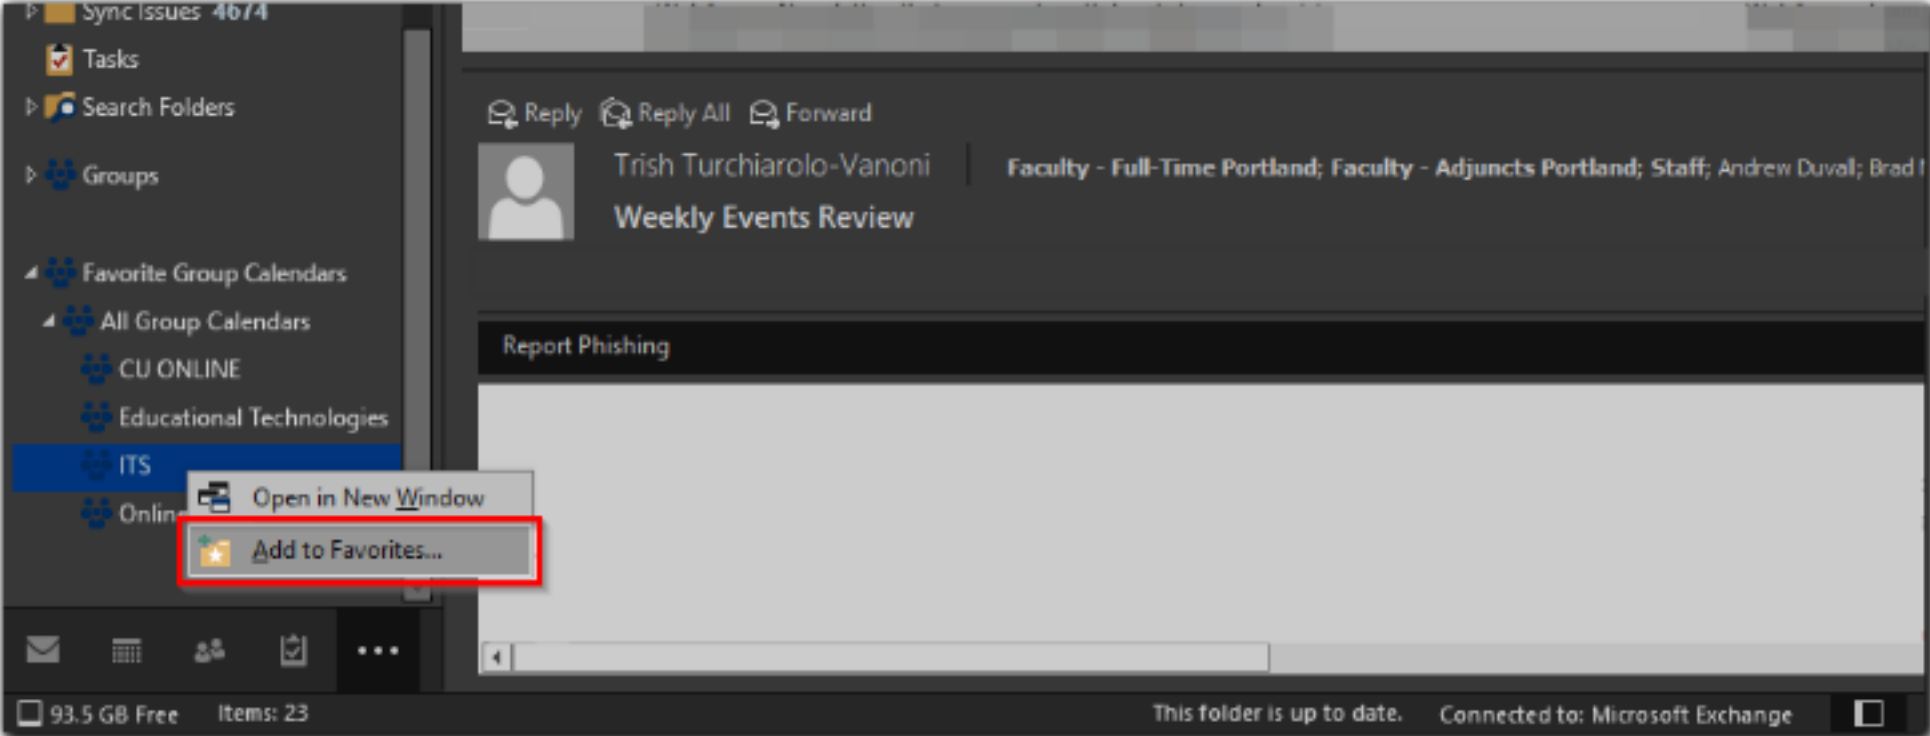 Sync Issues 4674
Tasks
Search Folders
Groups
Favorite Group Calendars
All Group Calendars
CU ONLINE
Educational Technologies
ITS
Open in New Window
Add to Favorites...
Reply Reply All Forward
Trish Turchiarolo-Vanoni
Faculty - Full-Time Portland; Faculty - Adjuncts Portland; Staff; Andrew Duval; Brad
Weekly Events Review
Report Phishing
93.5 GB Free Items: 23 This folder is up to date. Connected to: Microsoft Exchange